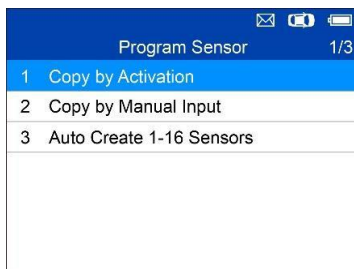 Program Sensor 1/3
1 Copy by Activation
2 Copy by Manual Input
3 Auto Create 1-16 Sensors